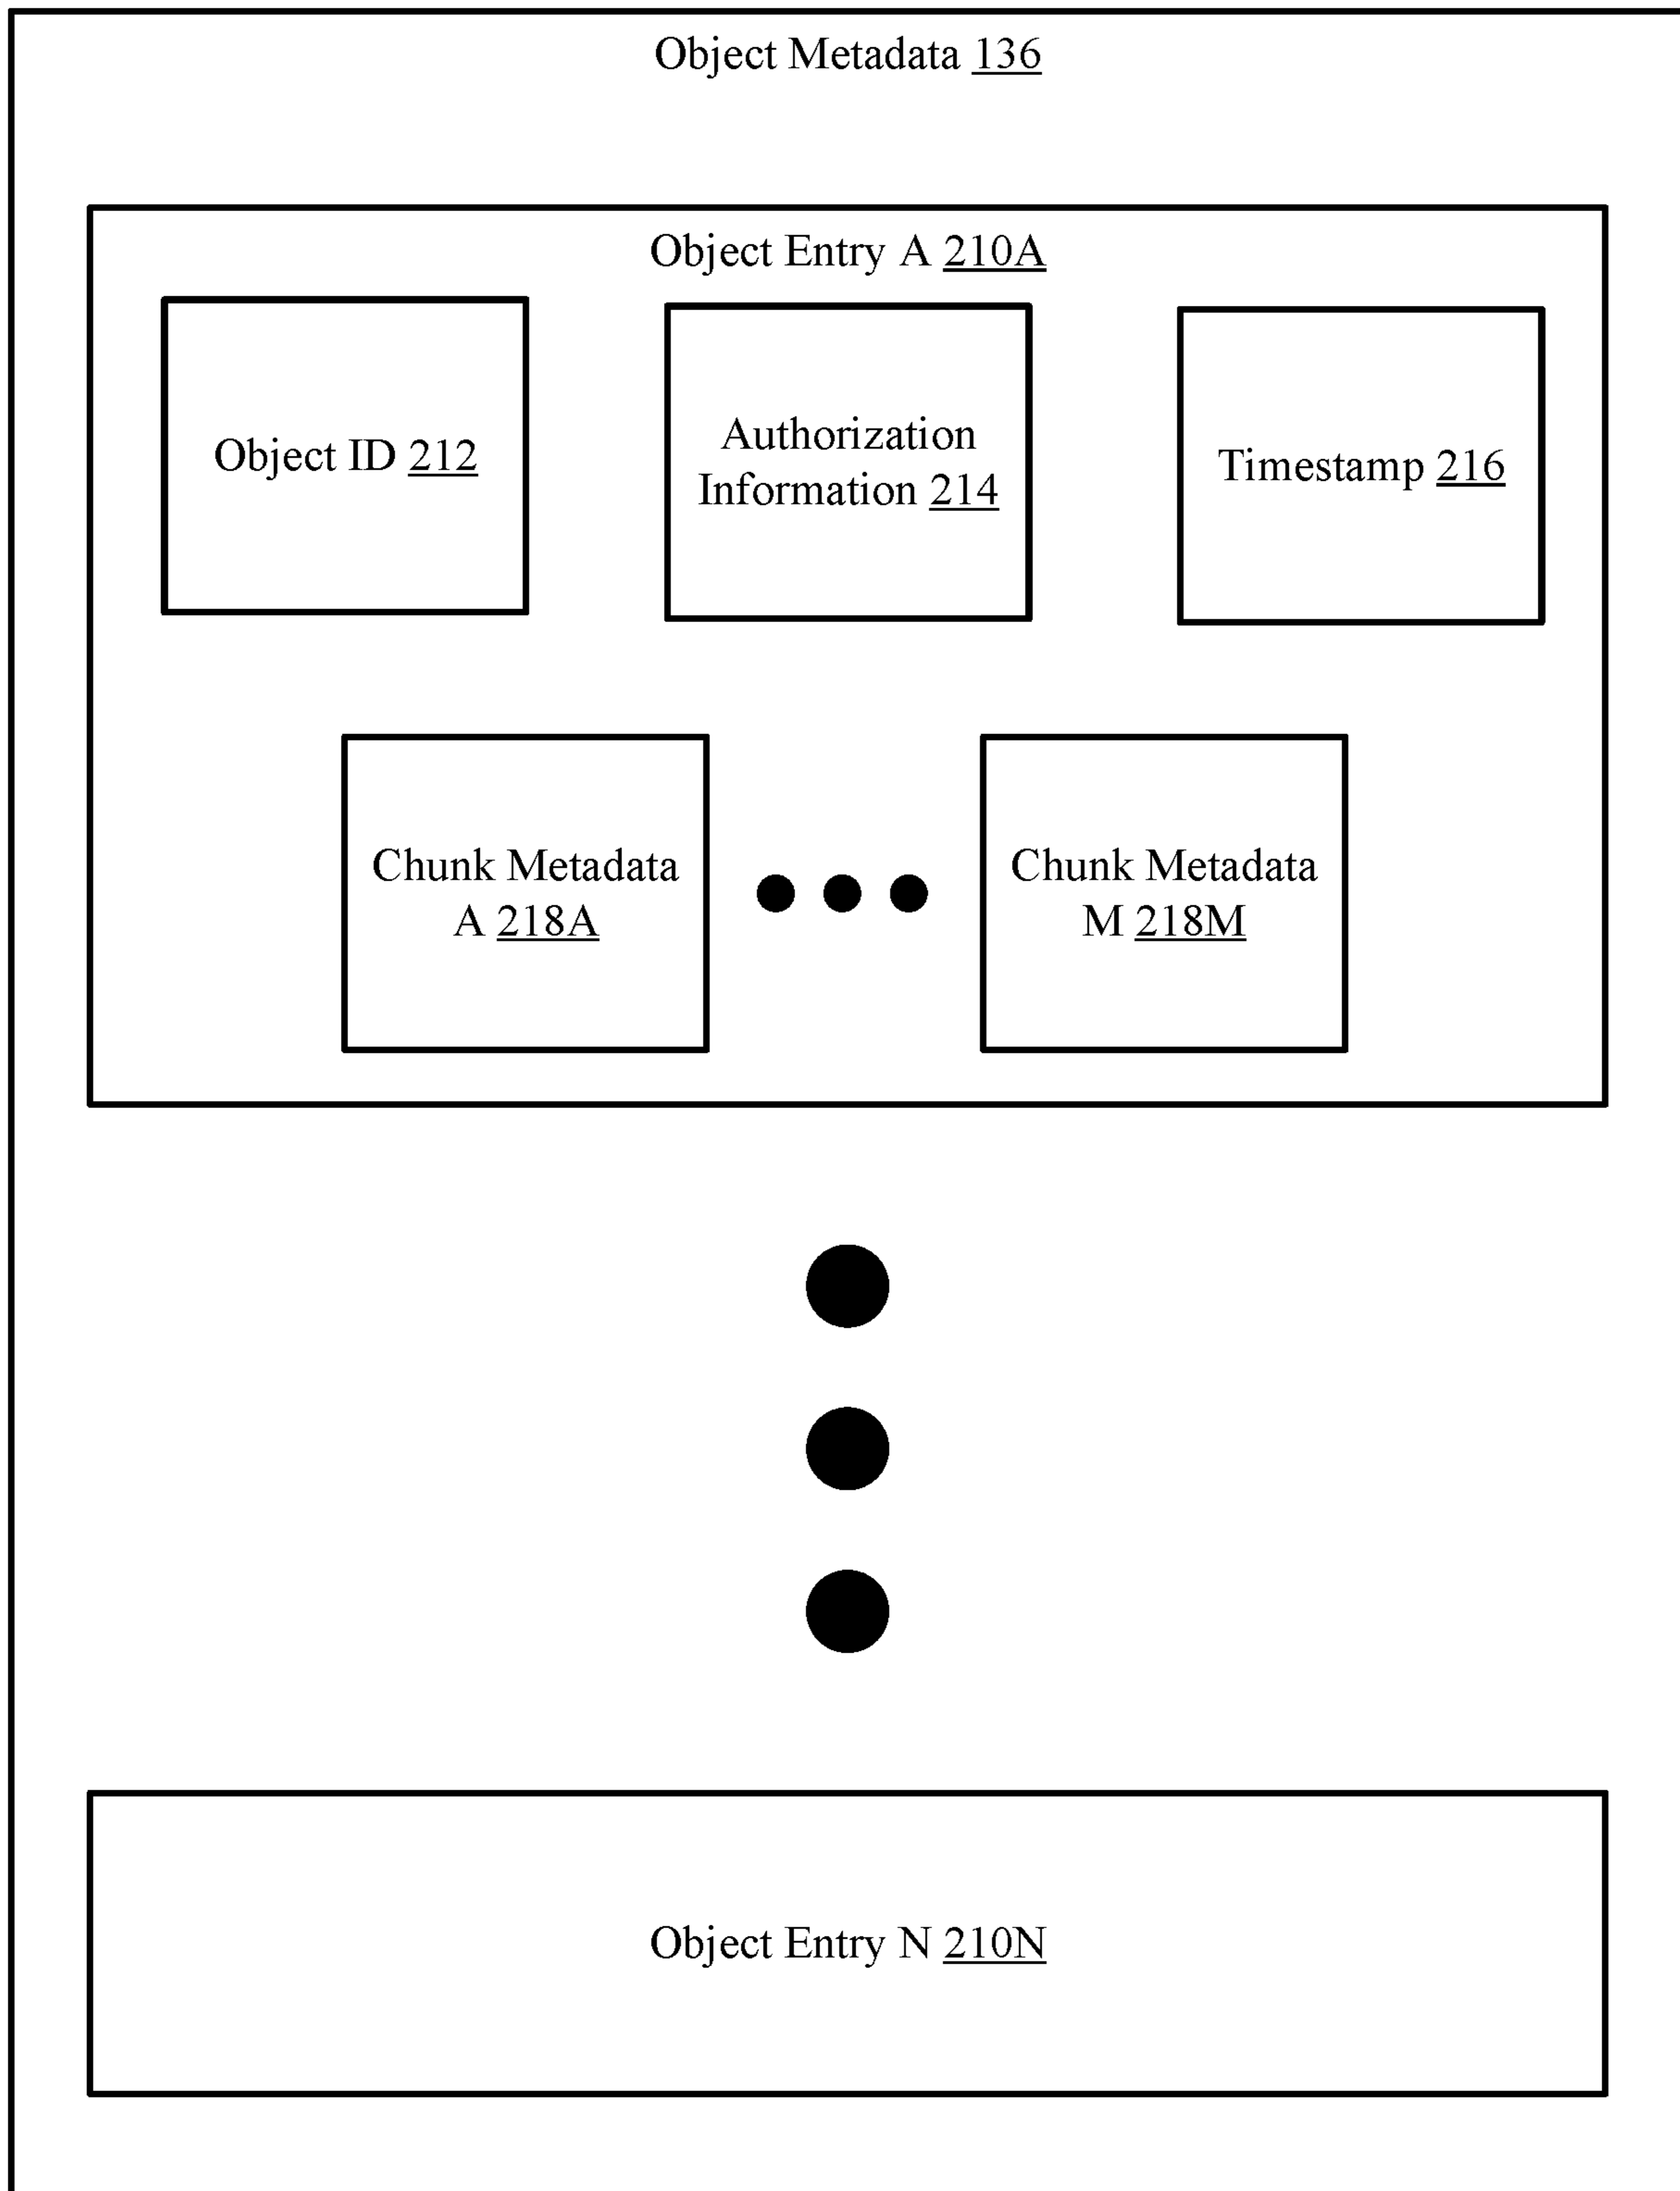 Object Metadata 136
Object Entry A 210A
Object ID 212
Authorization
Information 214
Timestamp 216
Chunk Metadata
A 218A
Chunk Metadata
M 218M
Object Entry N 210N